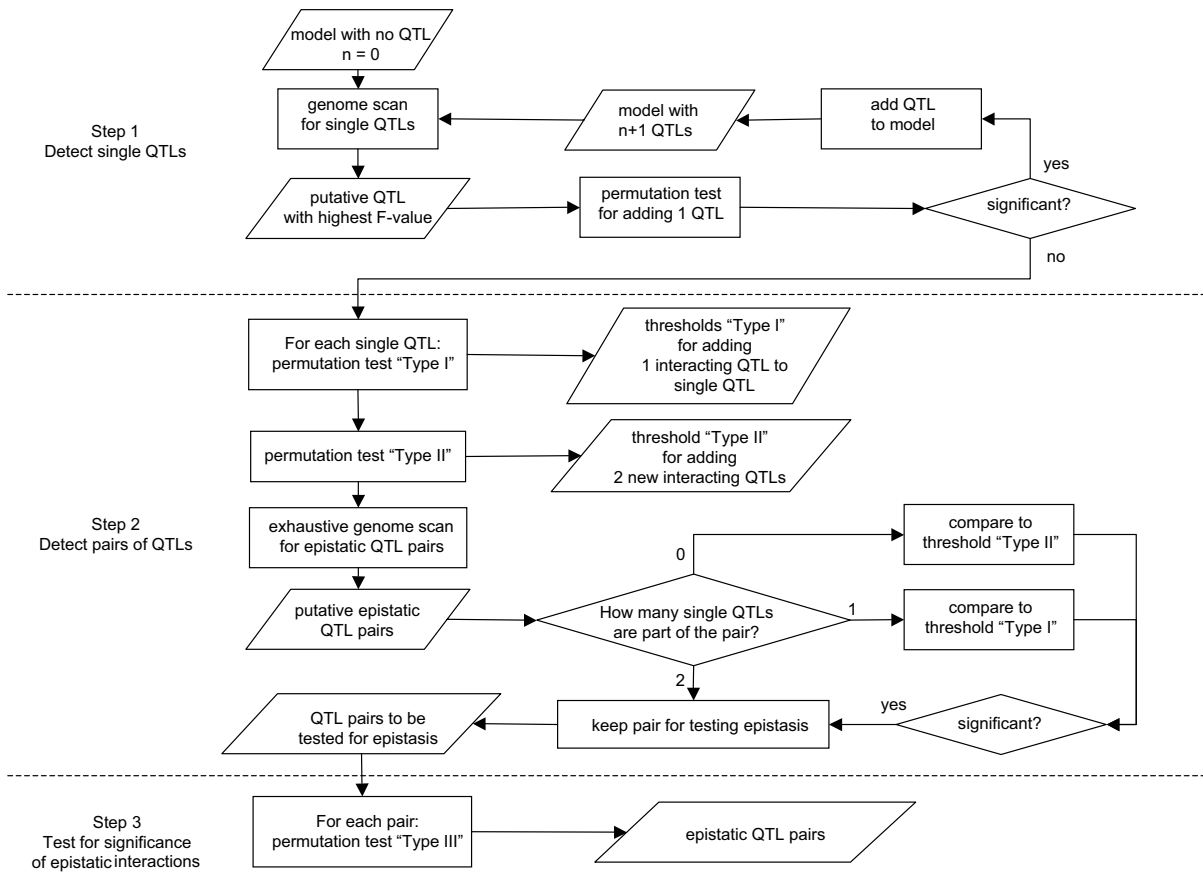 model with no QTL
n = 0
Step 1
Detect single QTLs
genome scan
for single QTLs
model with
n+1 QTLs
add QTL
to model
yes
putative QTL
with highest F-value
permutation test
for adding 1 QTL
significant?
no
For each single QTL:
permutation test “Type I”
thresholds “Type I”
for adding
1 interacting QTL to
single QTL
permutation test “Type II”
threshold “Type II”
for adding
2 new interacting QTLs
Step 2
Detect pairs of QTLs
exhaustive genome scan
for epistatic QTL pairs
compare to
threshold “Type II”
0
putative epistatic
QTL pairs
How many single QTLs
are part of the pair?
1
compare to
threshold “Type I”
2
QTL pairs to be
tested for epistasis
keep pair for testing epistasis
yes
significant?
Step 3
Test for significance
of epistatic interactions
For each pair:
permutation test “Type III”
epistatic QTL pairs